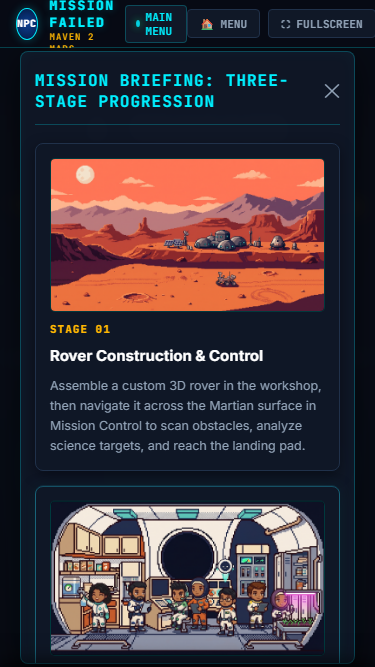 MISSION
FAILED
MAVEN 2
MARS
NPC
MAIN
MENU
MENU
FULLSCREEN
MISSION BRIEFING: THREE-
STAGE PROGRESSION
STAGE 01
Rover Construction & Control
Assemble a custom 3D rover in the workshop,
then navigate it across the Martian surface in
Mission Control to scan obstacles, analyze
science targets, and reach the landing pad.